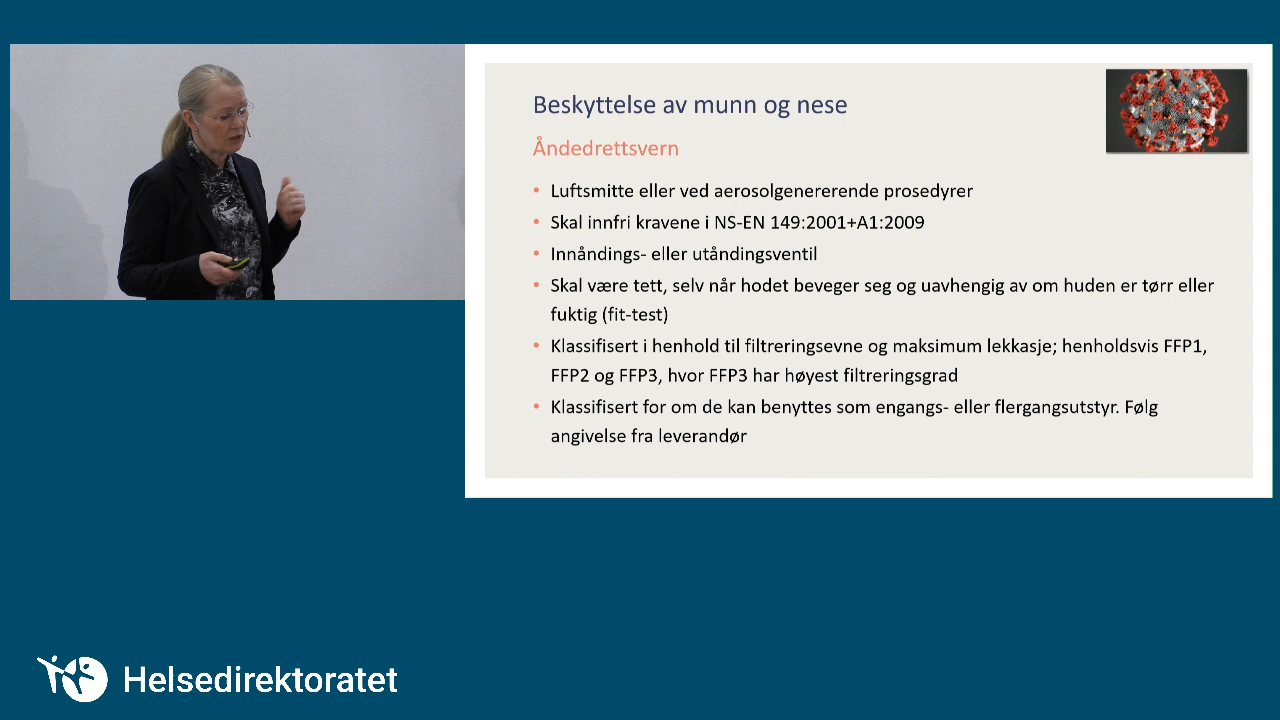 Beskyttelse av munn og nese
Åndedrettsvern
• Luftsmitte eller ved aerosolgenererende prosedyrer
• Skal innfri kravene i NS-EN 149:2001+A1:2009
• Innåndings- eller utåndingsventil
• Skal være tett, selv når hodet beveger seg og uavhengig av om huden er tørr eller
fuktig (fit-test)
• Klassifisert i henhold til filtreringsevne og maksimum lekkasje; henholdsvis FFP1,
FFP2 og FFP3, hvor FFP3 har høyest filtreringsgrad
• Klassifisert for om de kan benyttes som engangs- eller flergangsutstyr. Følg
angivelse fra leverandør
Helsedirektoratet